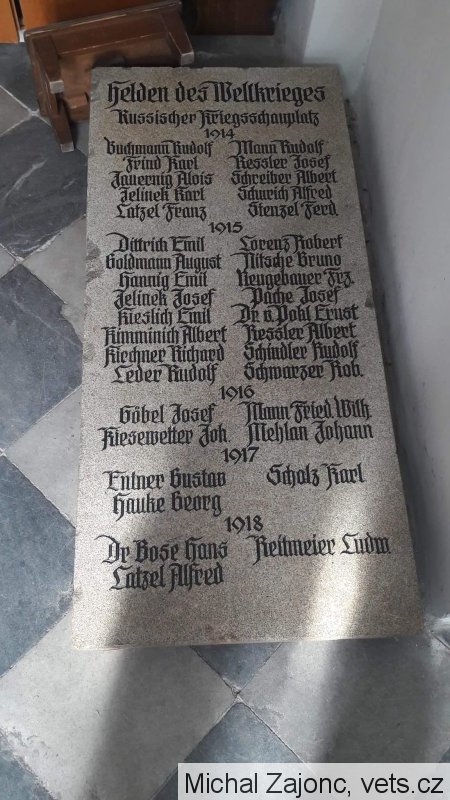 Helden des Weltkrieges
Russischer Kriegsschauplatz
1914
Buchmann Rudolf Mann Rudolf
Frind Karl Ressler Josef
Jauernig Alois Schreiber Albert
Jelinek Karl Schurich Alfred
Latzel Franz Stenzel Ferd.
1915
Dittrich Emil Lorenz Robert
Goldmann August Nitsche Bruno
Hannig Emil Neugebauer Frz.
Jelinek Josef Pache Josef
Kieslich Emil Dr v. Pohl Ernst
Kimminich Albert Ressler Albert
Kirchner Richard Schindler Rudolf
Leder Rudolf Schwarzer Rob.
1916
Göbel Josef Mann Fried. Wilh.
Kiesewetter Joh. Mehlan Johann
1917
Entner Gustav Scholz Karl
Hauke Georg
1918
Dr Bose Hans Reitmeier Ludw
Latzel Alfred
Michal Zajonc, vets.cz